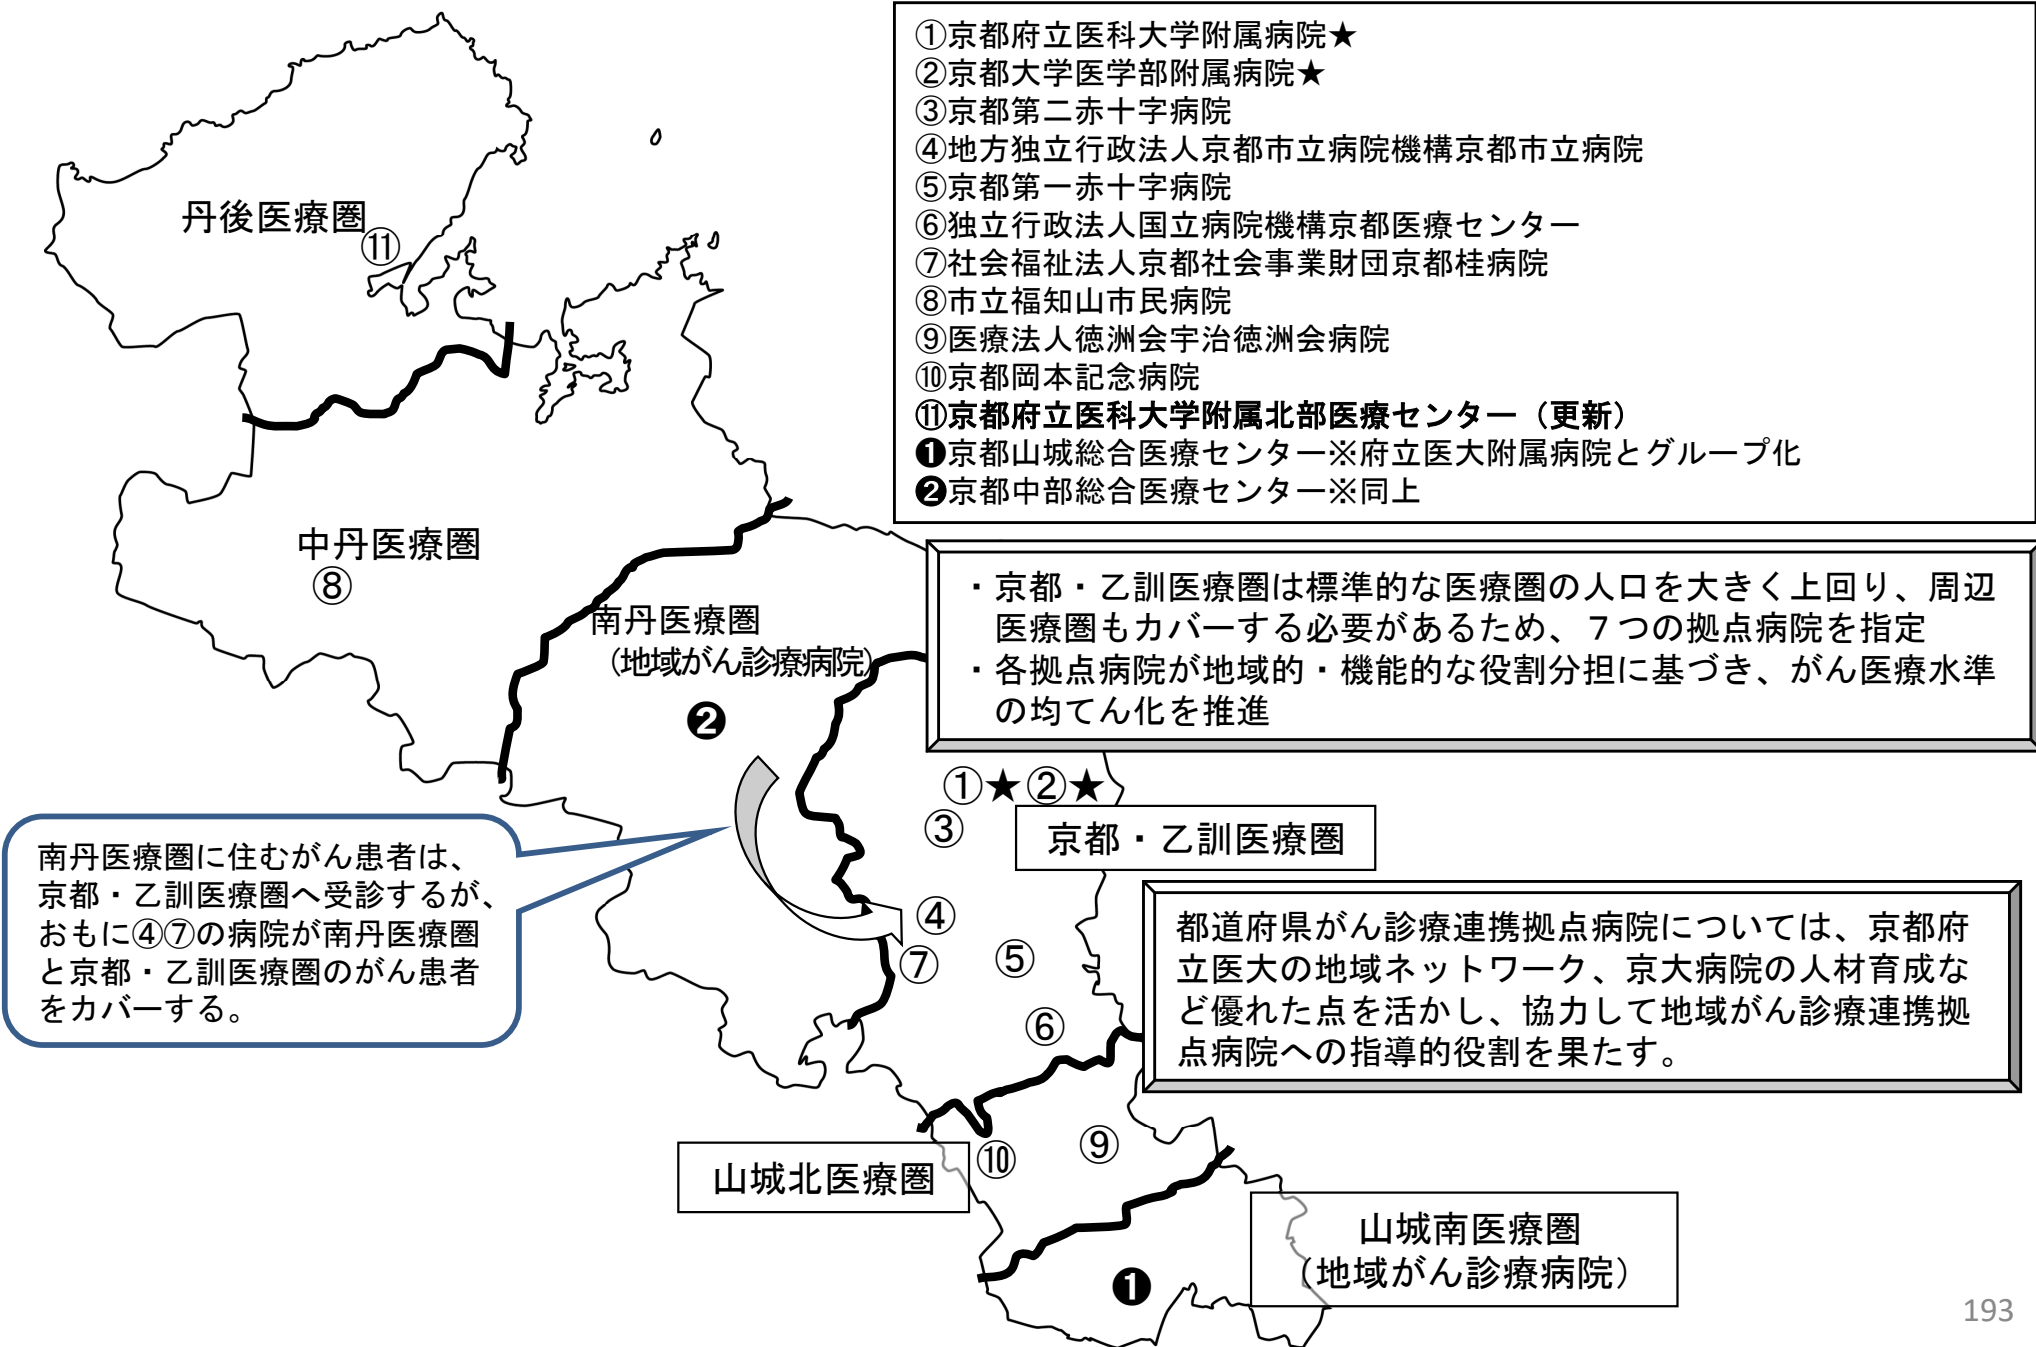 ①京都府立医科大学附属病院★
②京都大学医学部附属病院★
③京都第二赤十字病院
④地方独立行政法人京都市立病院機構京都市立病院
⑤京都第一赤十字病院
⑥独立行政法人国立病院機構京都医療センター
⑦社会福祉法人京都社会事業財団京都桂病院
⑧市立福知山市民病院
⑨医療法人徳洲会宇治徳洲会病院
⑩京都岡本記念病院
⑪京都府立医科大学附属北部医療センター（更新）
❶京都山城総合医療センター※府立医大附属病院とグループ化
❷京都中部総合医療センター※同上
丹後医療圏
⑪
中丹医療圏
⑧
南丹医療圏
（地域がん診療病院）
❷
・京都・乙訓医療圏は標準的な医療圏の人口を大きく上回り、周辺
医療圏もカバーする必要があるため、７つの拠点病院を指定
・各拠点病院が地域的・機能的な役割分担に基づき、がん医療水準
の均てん化を推進
①★②★
③
京都・乙訓医療圏
南丹医療圏に住むがん患者は、
京都・乙訓医療圏へ受診するが、
おもに④⑦の病院が南丹医療圏
と京都・乙訓医療圏のがん患者
をカバーする。
④
⑦
⑤
⑥
都道府県がん診療連携拠点病院については、京都府
立医大の地域ネットワーク、京大病院の人材育成な
ど優れた点を活かし、協力して地域がん診療連携拠
点病院への指導的役割を果たす。
山城北医療圏
⑩
⑨
山城南医療圏
（地域がん診療病院）
❶
193